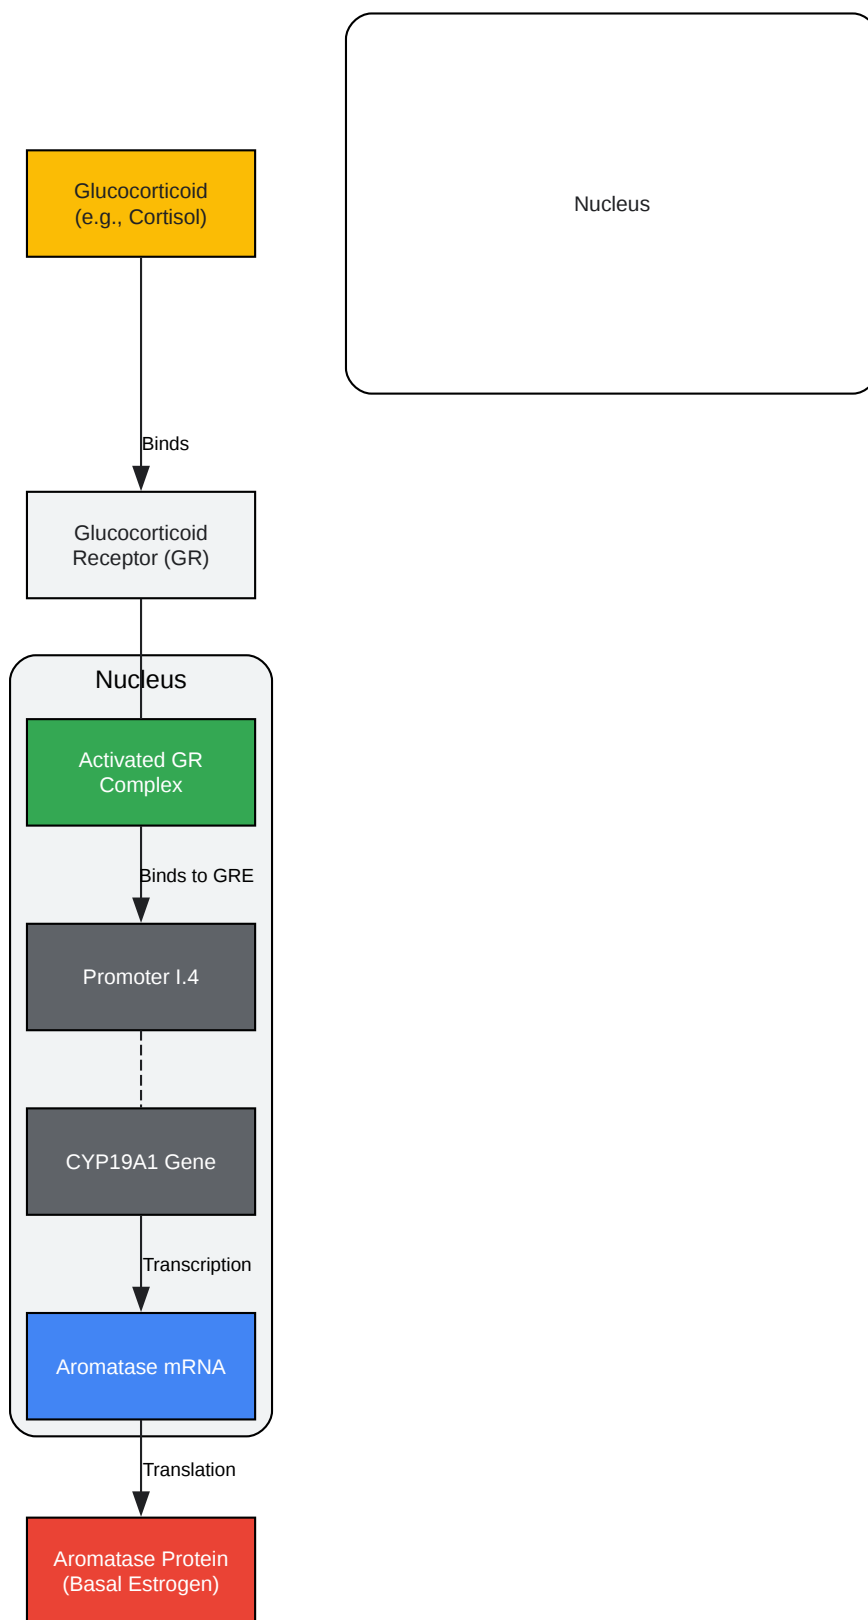 Nucleus
Glucocorticoid
(e.g., Cortisol)
Binds
Glucocorticoid
Receptor (GR)
Nucleus
Activated GR
Complex
Binds to GRE
Promoter I.4
CYP19A1 Gene
Transcription
Aromatase mRNA
Translation
Aromatase Protein
(Basal Estrogen)